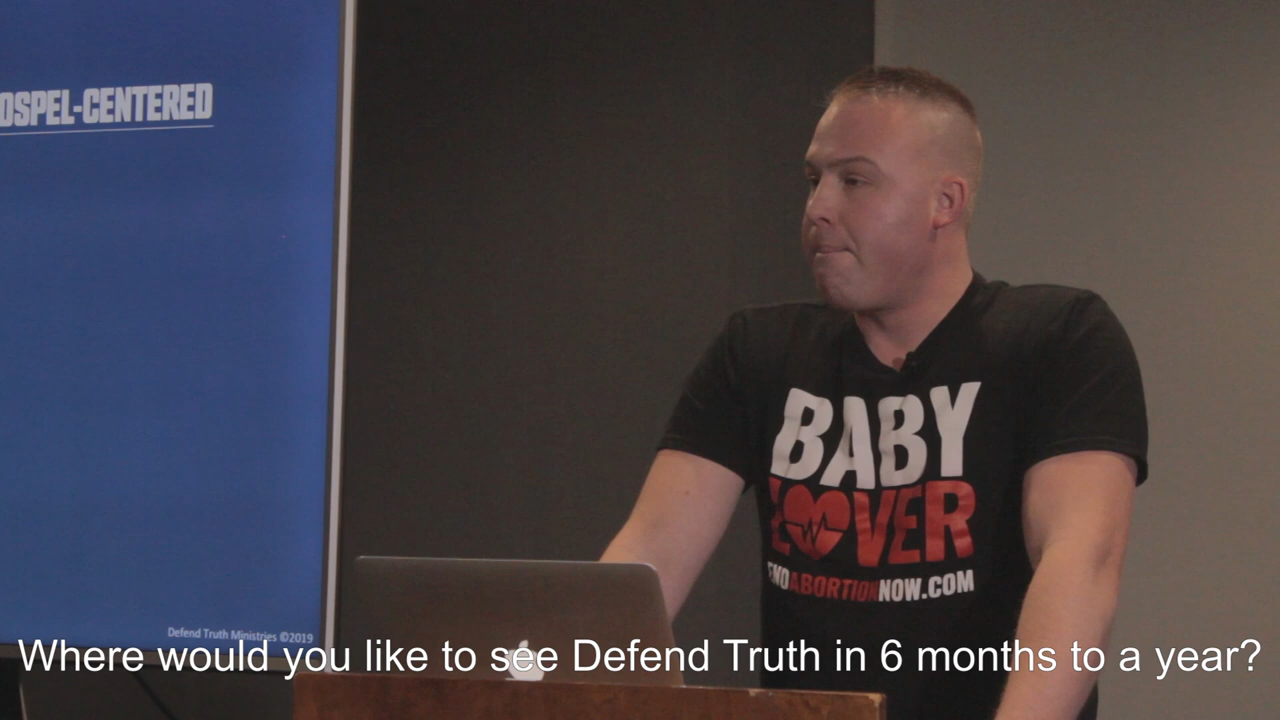 OSPEL-CENTERED
BABY
LOVER
ENDABORTIONNOW.COM
Defend Truth Ministries ©2019
Where would you like to see Defend Truth in 6 months to a year?